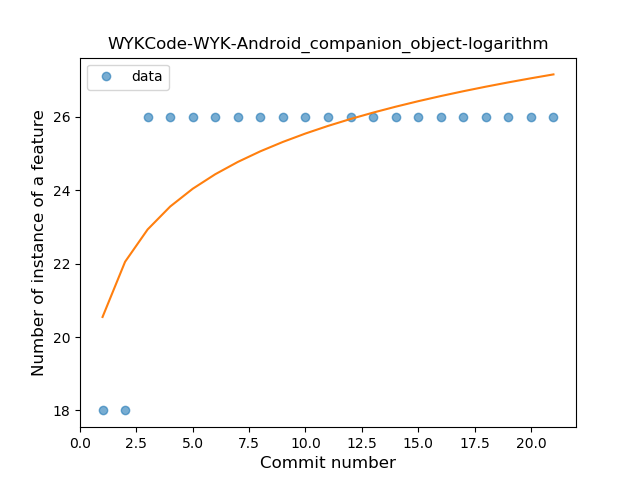 WYKCode-WYK-Android_companion_object-logarithm
data
Number of instance of a feature
26
24
22
20
18
0.0 2.5 5.0 7.5 10.0 12.5 15.0 17.5 20.0
Commit number